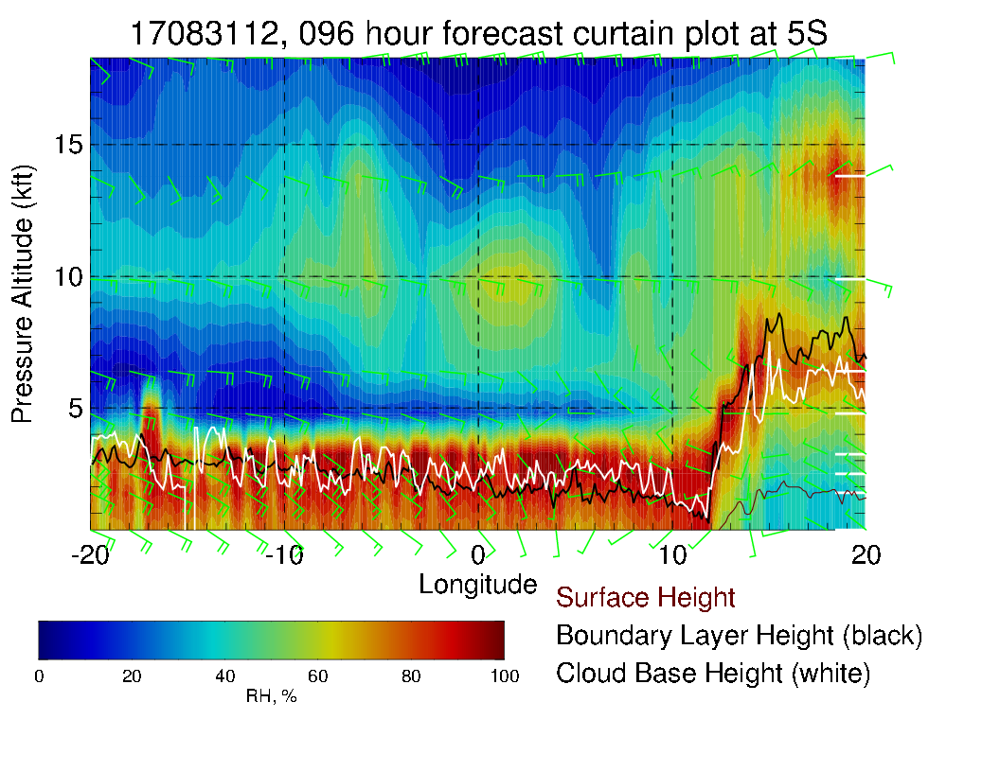 17083112, 096 hour forecast curtain plot at 5S
Pressure Altitude (kft)
15
10
5
-20 -10 0 10 20
Longitude
Surface Height
Boundary Layer Height (black)
Cloud Base Height (white)
0 20 40 60 80 100
RH, %